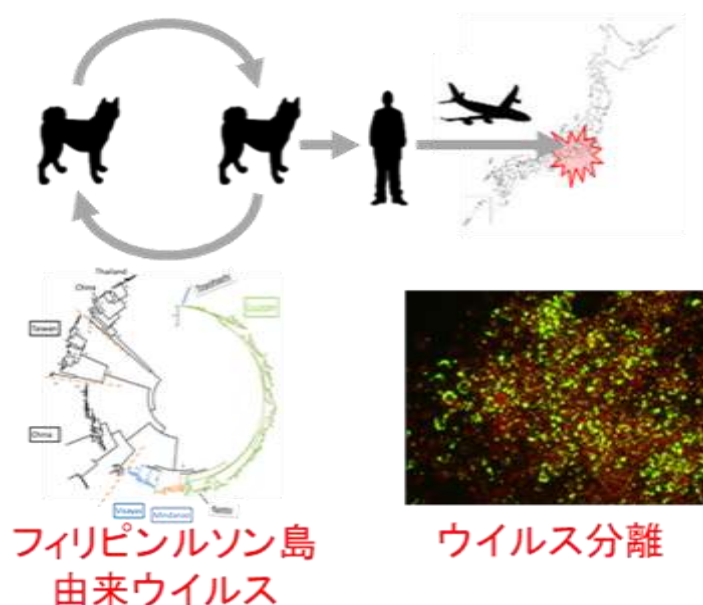 Thailand
China
Taiwan
China
Visayas
Mindanao
フィリピンルソン島
由来ウイルス
ウイルス分離